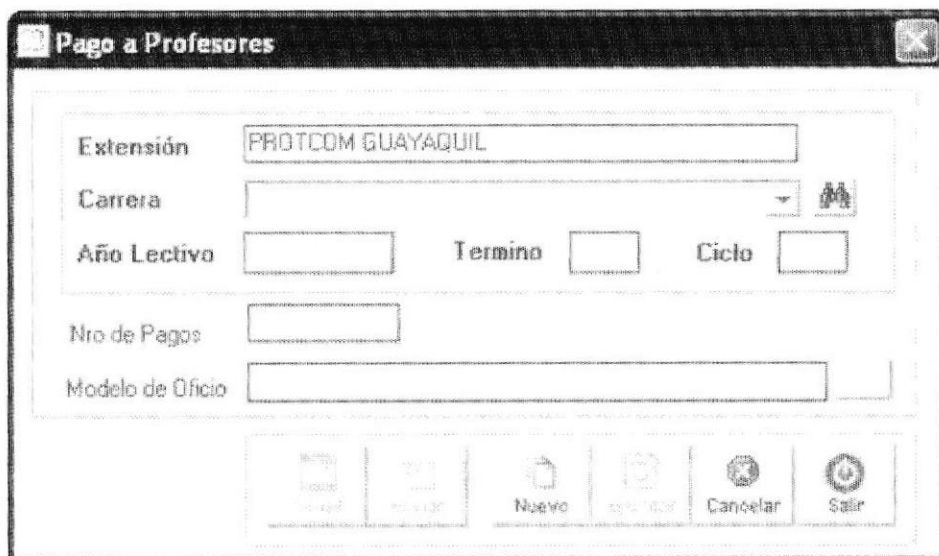 Pago a Profesores
Extensión PROTCOM GUAYAQUIL
Carrera
Año Lectivo Termino Ciclo
Nro de Pagos
Modelo de Oficio
Nuevo Cancelar Salir